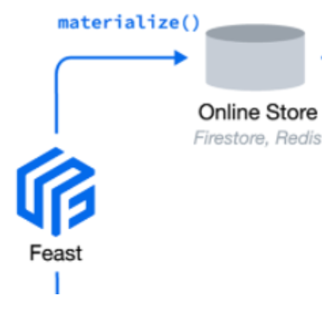 materialize()
Online Store
Firestore, Redis
Feast